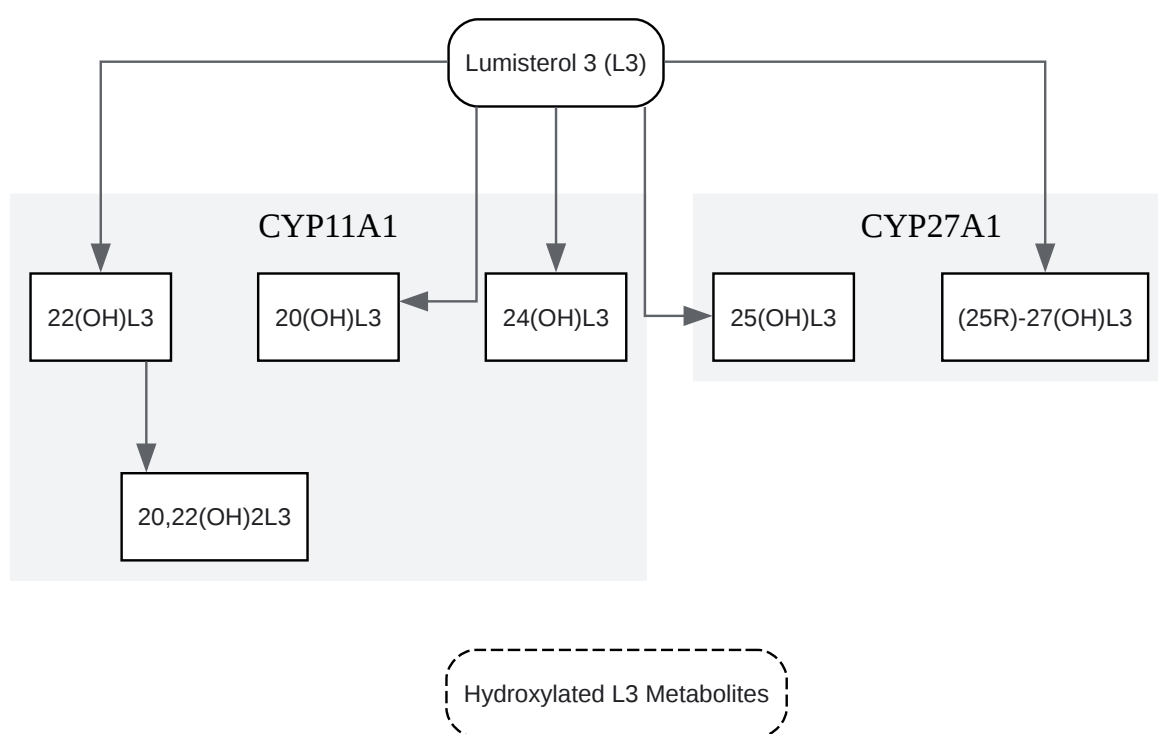 Lumisterol 3 (L3)
CYP11A1
CYP27A1
22(OH)L3
20(OH)L3
24(OH)L3
25(OH)L3
(25R)-27(OH)L3
20,22(OH)2L3
Hydroxylated L3 Metabolites